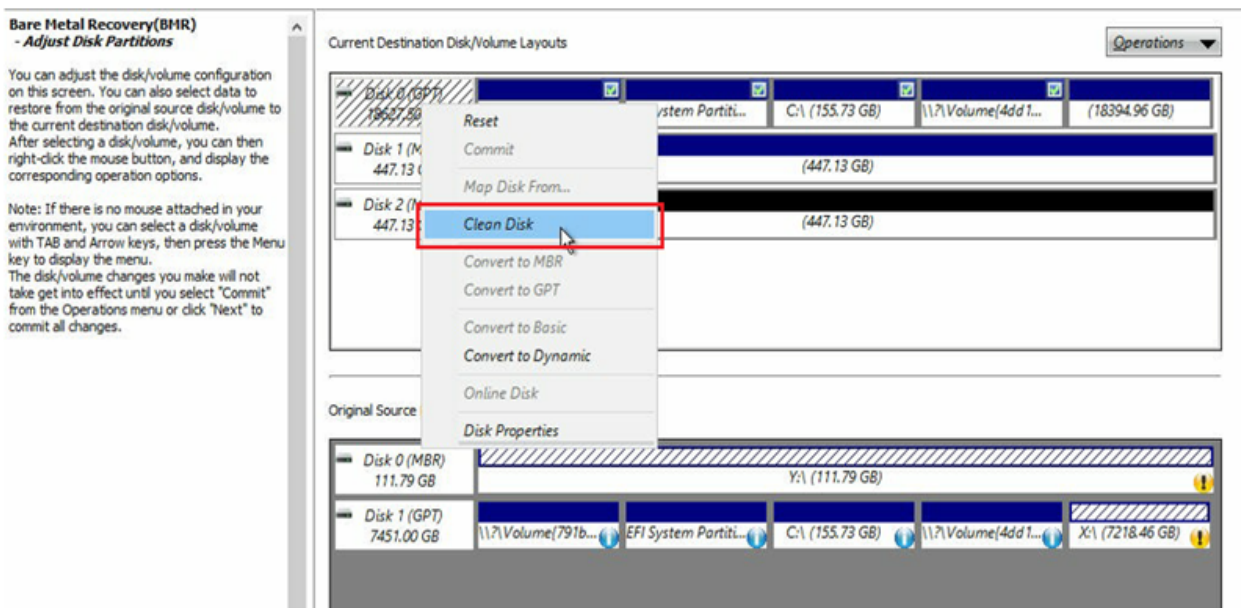 Bare Metal Recovery(BMR)
- Adjust Disk Partitions
You can adjust the disk/volume configuration
on this screen. You can also select data to
restore from the original source disk/volume to
the current destination disk/volume.
After selecting a disk/volume, you can then
right-click the mouse button, and display the
corresponding operation options.
Note: If there is no mouse attached in your
environment, you can select a disk/volume
with TAB and Arrow keys, then press the Menu
key to display the menu.
The disk/volume changes you make will not
take get into effect until you select "Commit"
from the Operations menu or click "Next" to
commit all changes.
Current Destination Disk/Volume Layouts
Operations
Disk 0 (GPT)
18627.50
ystem Partiti...
C:\ (155.73 GB)
\\?\Volume{4dd1...
(18394.96 GB)
Disk 1 (M
447.13 (
(447.13 GB)
Disk 2 (M
447.13
(447.13 GB)
Reset
Commit
Map Disk From...
Clean Disk
Convert to MBR
Convert to GPT
Convert to Basic
Convert to Dynamic
Online Disk
Disk Properties
Original Source
Disk 0 (MBR)
111.79 GB
Y:\ (111.79 GB)
Disk 1 (GPT)
7451.00 GB
\\?\Volume{791b...
EFI System Partiti...
C:\ (155.73 GB)
\\?\Volume{4dd1...
X:\ (7218.46 GB)